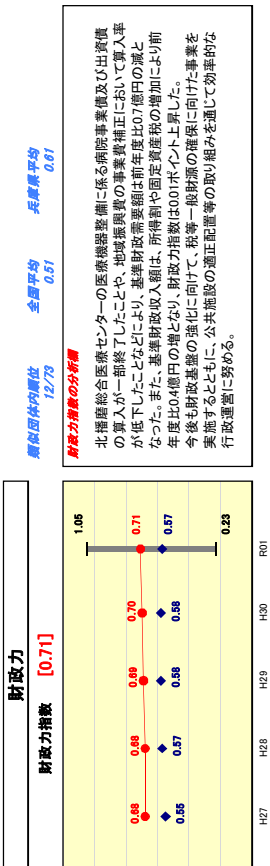 財政力
財政力指数 [0.71]
類似団体内順位
12/73
全国平均
0.51
兵庫県平均
0.61
1.05
0.68
0.68
0.69
0.70
0.71
0.55
0.57
0.58
0.58
0.57
0.23
H27
H28
H29
H30
R01
財政力指数の分析欄
北播磨総合医療センターの医療機器整備に係る病院事業債及び出資債
の算入が一部終了したことや、地域振興費の事業費補正において算入率
が低下したことなどにより、基準財政需要額は前年度比0.7億円の減と
なった。また、基準財政収入額は、所得割や固定資産税の増加により前
年度比0.4億円の増となり、財政力指数は0.01ポイント上昇した。
今後も財政基盤の強化に向けて、税等一般財源の確保に向けた事業を
実施するとともに、公共施設の適正配置等の取り組みを通じて効率的な
行政運営に努める。